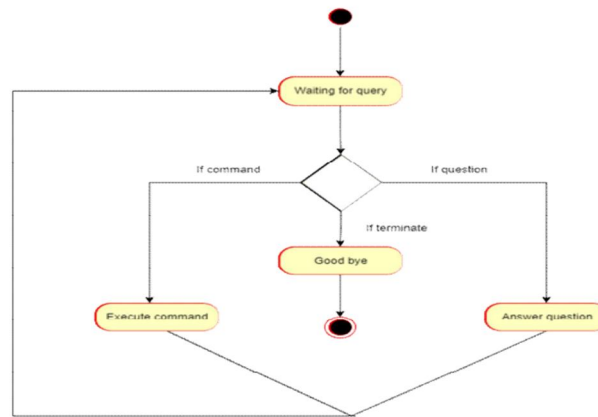 Waiting for query
If command
If question
If terminate
Good bye
Execute command
Answer question